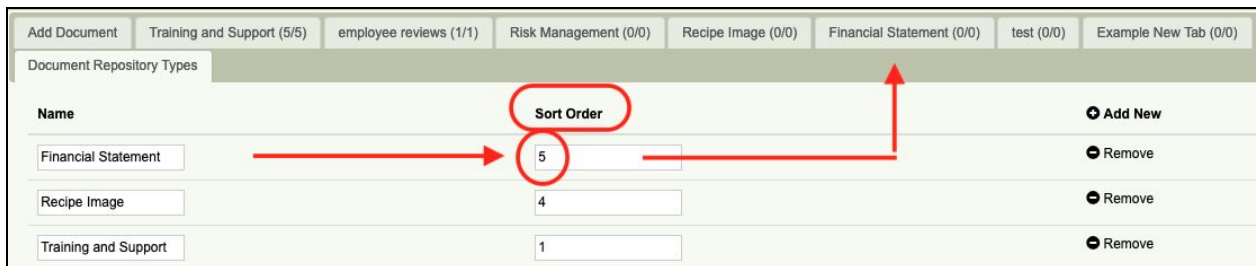 Add Document Training and Support (5/5) employee reviews (1/1) Risk Management (0/0) Recipe Image (0/0) Financial Statement (0/0) test (0/0) Example New Tab (0/0)
Document Repository Types
Name Sort Order Add New
Financial Statement 5 Remove
Recipe Image 4 Remove
Training and Support 1 Remove